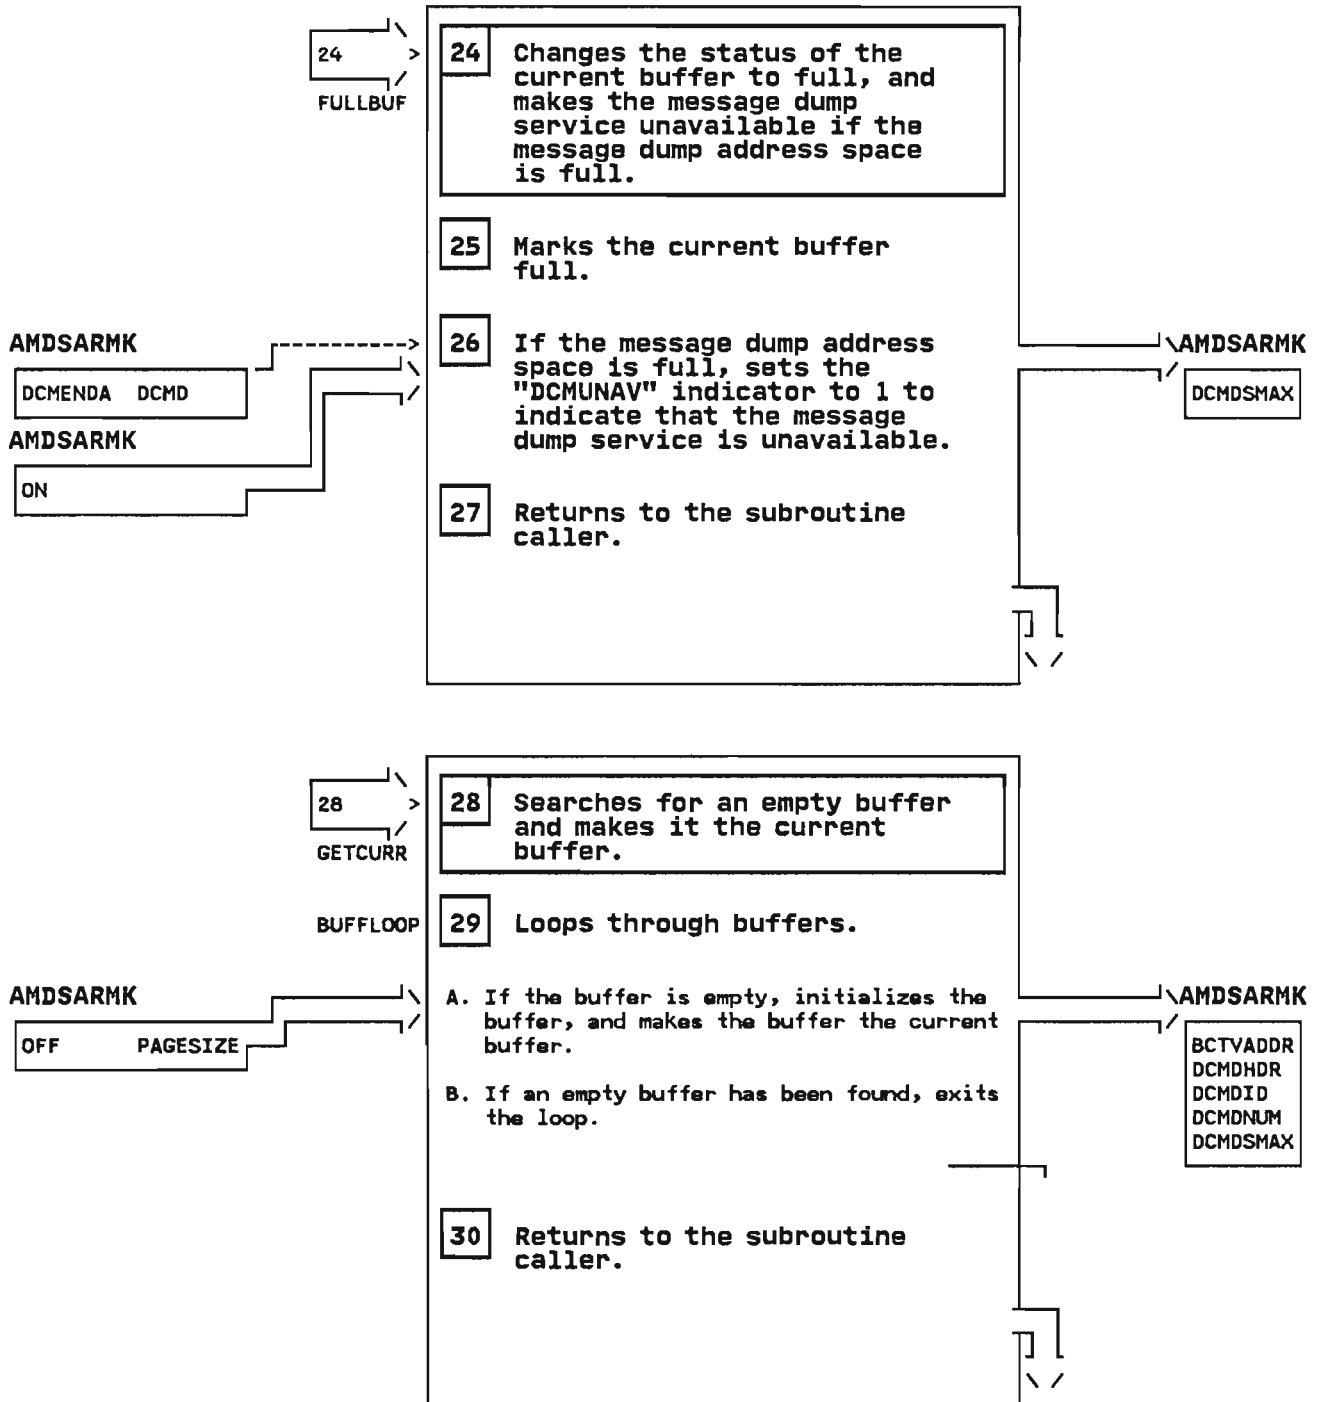 24
FULLBUF
24 Changes the status of the
current buffer to full, and
makes the message dump
service unavailable if the
message dump address space
is full.
25 Marks the current buffer
full.
AMDSARMK
DCMENDA DCMD
AMDSARMK
ON
26 If the message dump address
space is full, sets the
"DCMUNAV" indicator to 1 to
indicate that the message
dump service is unavailable.
AMDSARMK
DCMDSMAX
27 Returns to the subroutine
caller.
28
GETCURR
28 Searches for an empty buffer
and makes it the current
buffer.
BUFFLOOP
29 Loops through buffers.
AMDSARMK
OFF PAGESIZE
A. If the buffer is empty, initializes the
buffer, and makes the buffer the current
buffer.
B. If an empty buffer has been found, exits
the loop.
AMDSARMK
BCTVADDR
DCMDHDR
DCMDID
DCMDNUM
DCMDSMAX
30 Returns to the subroutine
caller.